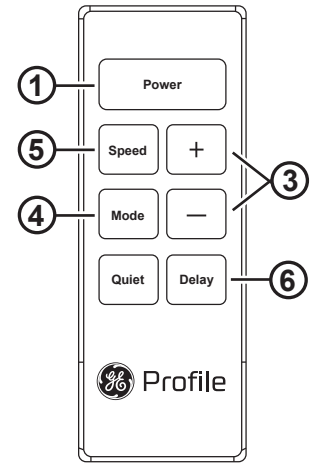 1 Power
5 Speed +
3
4 Mode —
Quiet Delay 6
GE Profile